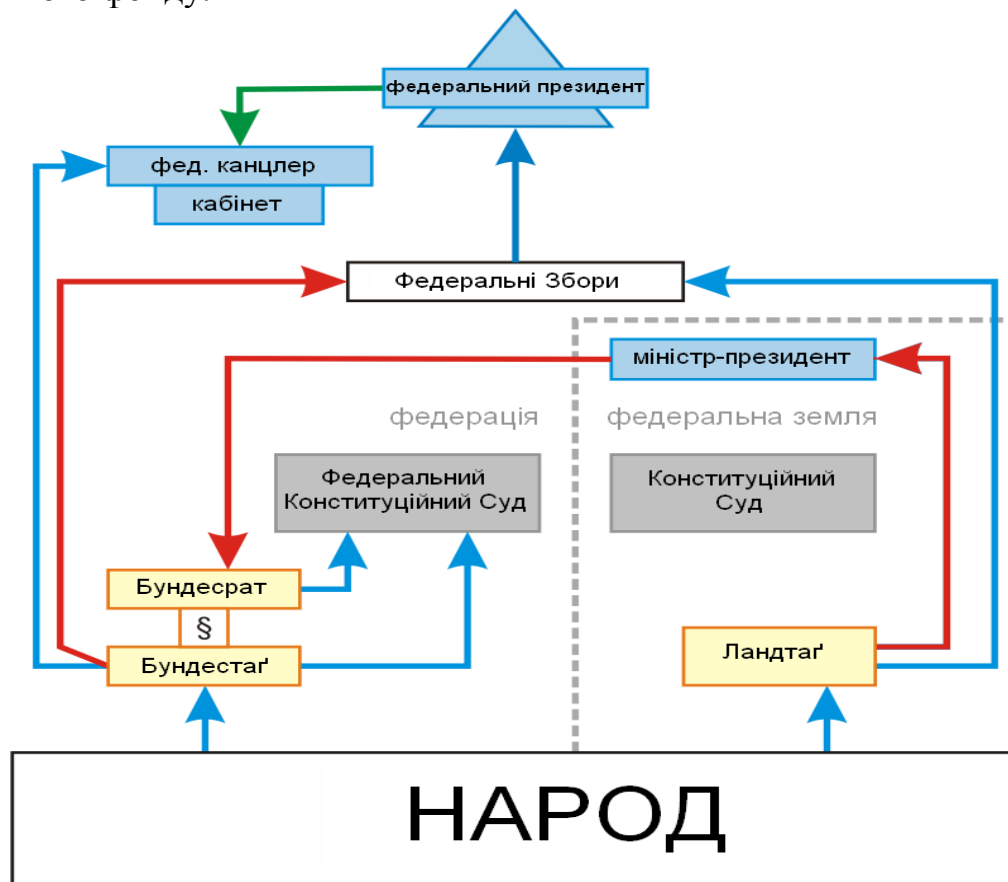 федеральний президент
фед. канцлер
кабінет
Федеральні Збори
міністр-президент
федерація
федеральна земля
Федеральний
Конституційний Суд
Конституційний
Суд
Бундесрат
§
Бундестаґ
Ландтаґ
НАРОД